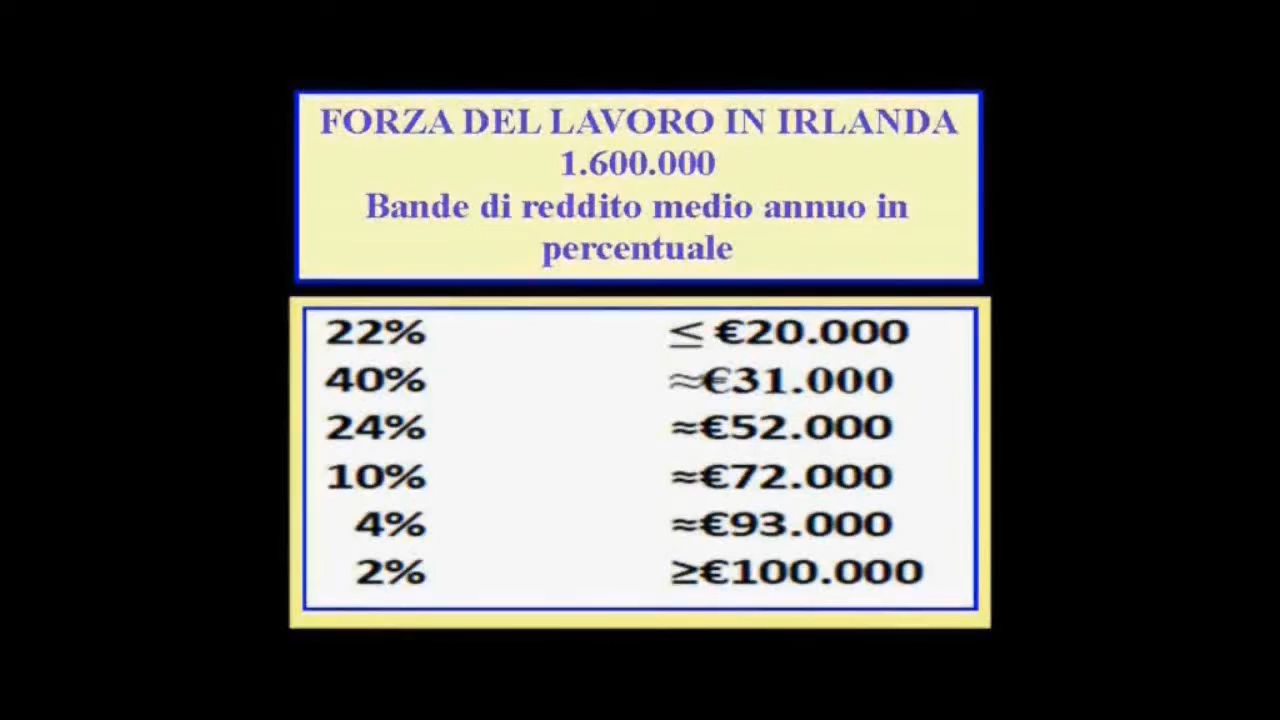 FORZA DEL LAVORO IN IRLANDA
1.600.000
Bande di reddito medio annuo in
percentuale
22% ≤ €20.000
40% ≈€31.000
24% ≈€52.000
10% ≈€72.000
4% ≈€93.000
2% ≥€100.000